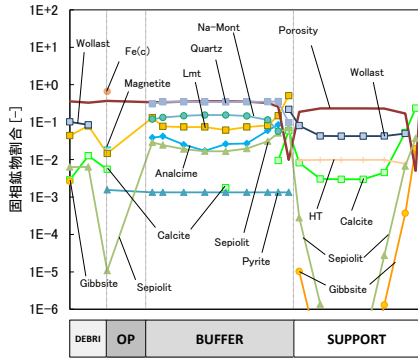 固相鉱物割合 [-]
1E+2
1E+1
1E+0
1E-1
1E-2
1E-3
1E-4
1E-5
1E-6
Wollast
Fe(c)
Magnetite
Na-Mont
Quartz
Lmt
Porosity
Wollast
Analcime
HT
Calcite
Calcite
Sepiolit
Pyrite
Sepiolit
Gibbsite
Sepiolit
Gibbsite
DEBRI OP BUFFER SUPPORT